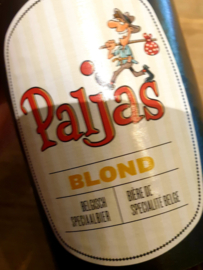 Paljas
BLOND
BELGISCH
SPECIAALBIER
BIÈRE DE
SPÉCIALITÉ BELGE